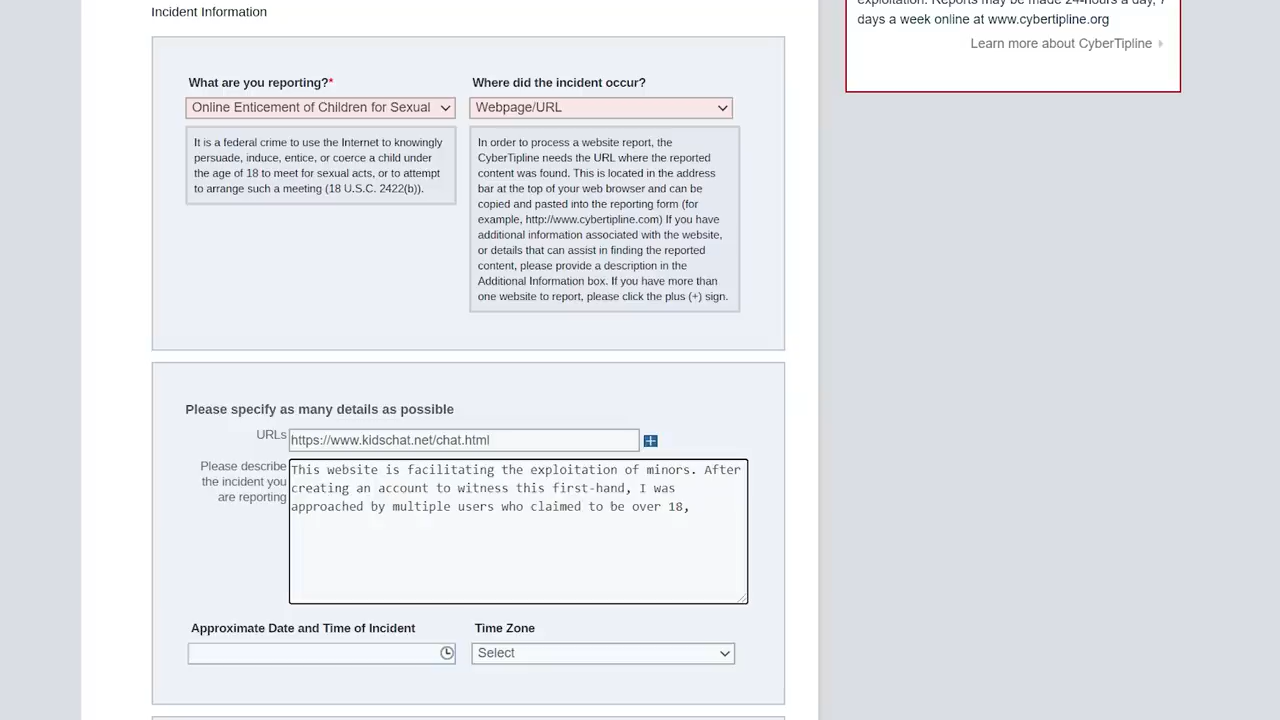 Incident Information
exploitation. Reports may be made 24-hours a day, 7
days a week online at www.cybertipline.org
Learn more about CyberTipline
What are you reporting?*
Online Enticement of Children for Sexual
It is a federal crime to use the Internet to knowingly
persuade, induce, entice, or coerce a child under
the age of 18 to meet for sexual acts, or to attempt
to arrange such a meeting (18 U.S.C. 2422(b)).
Where did the incident occur?
Webpage/URL
In order to process a website report, the
CyberTipline needs the URL where the reported
content was found. This is located in the address
bar at the top of your web browser and can be
copied and pasted into the reporting form (for
example, http://www.cybertipline.com) If you have
additional information associated with the website,
or details that can assist in finding the reported
content, please provide a description in the
Additional Information box. If you have more than
one website to report, please click the plus (+) sign.
Please specify as many details as possible
URLs
https://www.kidschat.net/chat.html
Please describe
the incident you
are reporting
This website is facilitating the exploitation of minors. After
creating an account to witness this first-hand, I was
approached by multiple users who claimed to be over 18,
Approximate Date and Time of Incident
Time Zone
Select